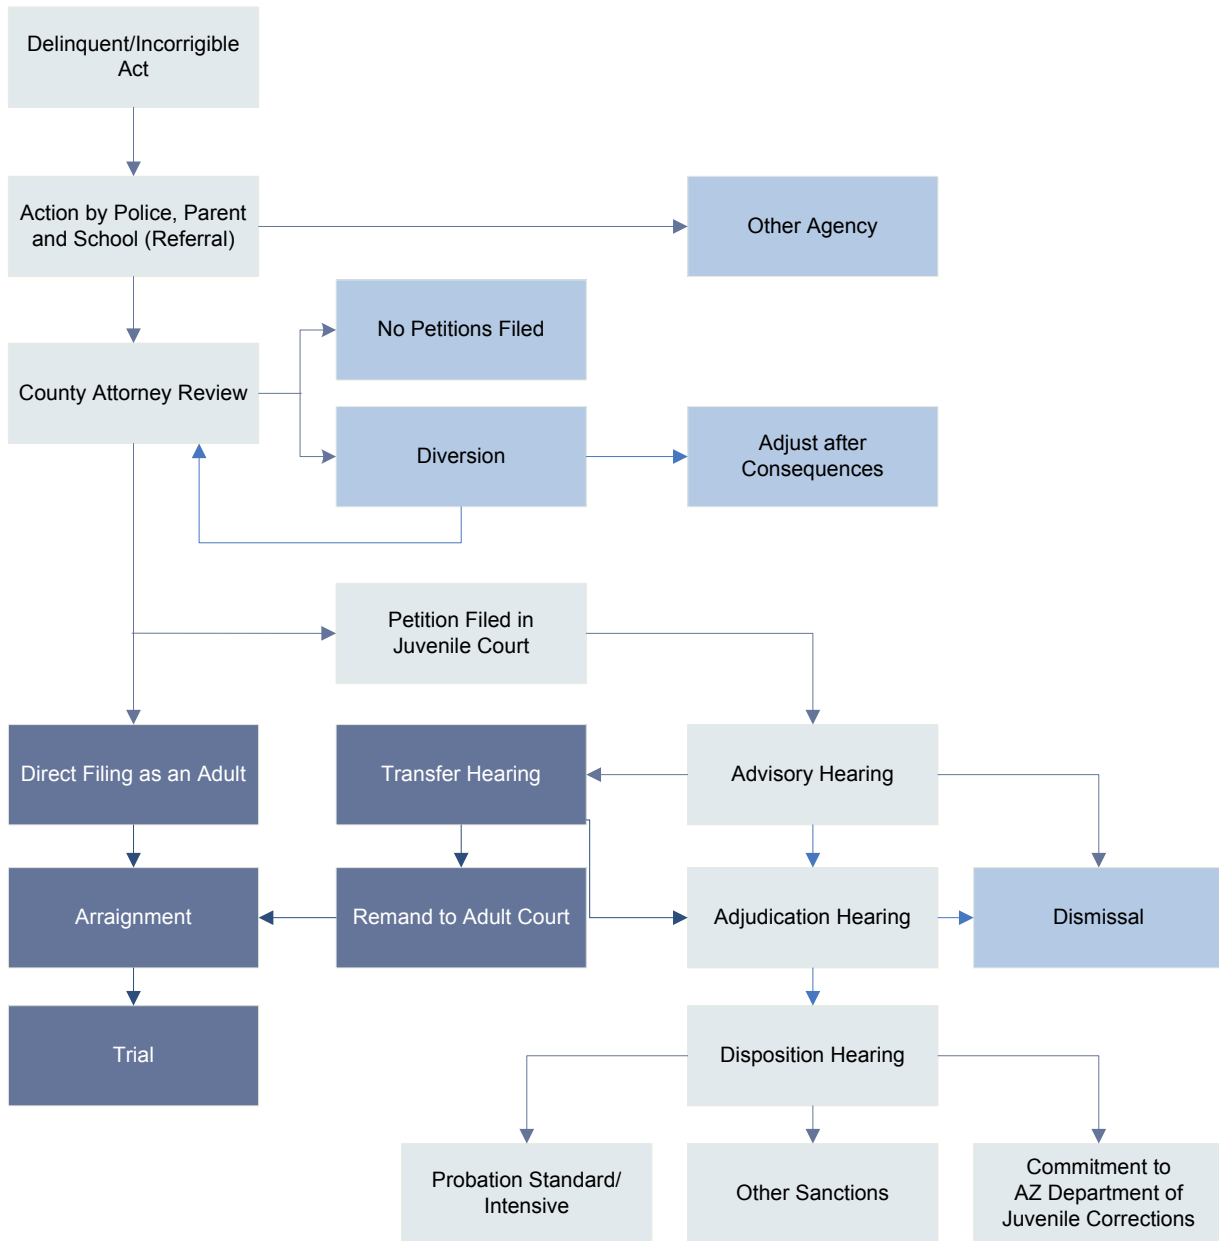 Delinquent/Incorrigible
Act
Action by Police, Parent
and School (Referral)
Other Agency
No Petitions Filed
County Attorney Review
Diversion
Adjust after
Consequences
Petition Filed in
Juvenile Court
Direct Filing as an Adult
Transfer Hearing
Advisory Hearing
Arraignment
Remand to Adult Court
Adjudication Hearing
Dismissal
Trial
Disposition Hearing
Probation Standard/
Intensive
Other Sanctions
Commitment to
AZ Department of
Juvenile Corrections